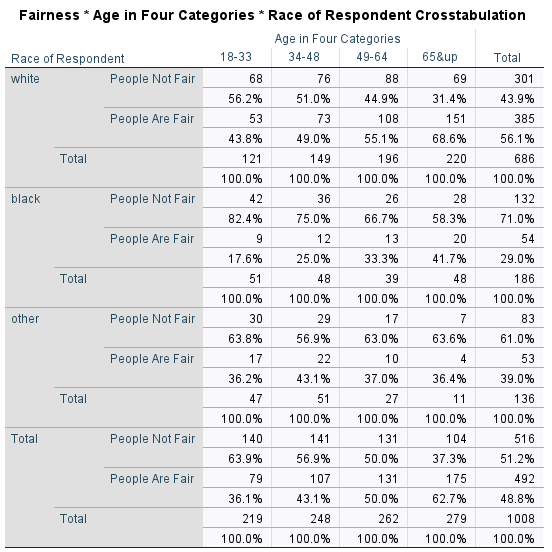 Fairness * Age in Four Categories * Race of Respondent Crosstabulation
Age in Four Categories
Race of Respondent 18-33 34-48 49-64 65&up Total
white People Not Fair 68 76 88 69 301
56.2% 51.0% 44.9% 31.4% 43.9%
People Are Fair 53 73 108 151 385
43.8% 49.0% 55.1% 68.6% 56.1%
Total 121 149 196 220 686
100.0% 100.0% 100.0% 100.0% 100.0%
black People Not Fair 42 36 26 28 132
82.4% 75.0% 66.7% 58.3% 71.0%
People Are Fair 9 12 13 20 54
17.6% 25.0% 33.3% 41.7% 29.0%
Total 51 48 39 48 186
100.0% 100.0% 100.0% 100.0% 100.0%
other People Not Fair 30 29 17 7 83
63.8% 56.9% 63.0% 63.6% 61.0%
People Are Fair 17 22 10 4 53
36.2% 43.1% 37.0% 36.4% 39.0%
Total 47 51 27 11 136
100.0% 100.0% 100.0% 100.0% 100.0%
Total People Not Fair 140 141 131 104 516
63.9% 56.9% 50.0% 37.3% 51.2%
People Are Fair 79 107 131 175 492
36.1% 43.1% 50.0% 62.7% 48.8%
Total 219 248 262 279 1008
100.0% 100.0% 100.0% 100.0% 100.0%